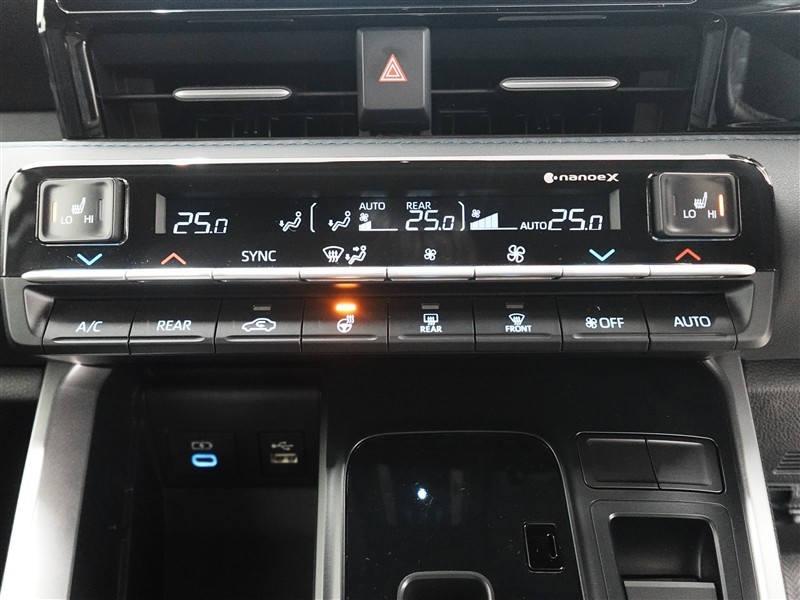 nanoeX
AUTO REAR
25.0 25.0 AUTO 25.0
LO HI
LO HI
SYNC
A/C REAR REAR FRONT OFF AUTO